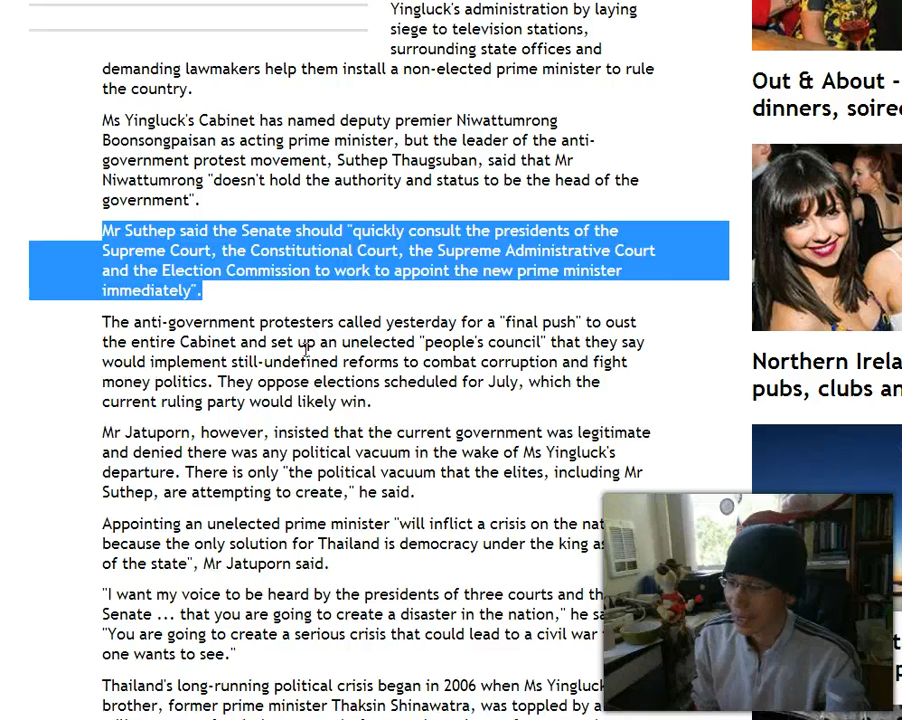 Yingluck's administration by laying
siege to television stations,
surrounding state offices and
demanding lawmakers help them install a non-elected prime minister to rule
the country.
Ms Yingluck's Cabinet has named deputy premier Niwattumrong
Boonsongpaisan as acting prime minister, but the leader of the anti-
government protest movement, Suthep Thaugsuban, said that Mr
Niwattumrong "doesn't hold the authority and status to be the head of the
government".
Mr Suthep said the Senate should "quickly consult the presidents of the
Supreme Court, the Constitutional Court, the Supreme Administrative Court
and the Election Commission to work to appoint the new prime minister
immediately".
The anti-government protesters called yesterday for a "final push" to oust
the entire Cabinet and set up an unelected "people's council" that they say
would implement still-undefined reforms to combat corruption and fight
money politics. They oppose elections scheduled for July, which the
current ruling party would likely win.
Mr Jatuporn, however, insisted that the current government was legitimate
and denied there was any political vacuum in the wake of Ms Yingluck's
departure. There is only "the political vacuum that the elites, including Mr
Suthep, are attempting to create," he said.
Appointing an unelected prime minister "will inflict a crisis on the nat
because the only solution for Thailand is democracy under the king as
of the state", Mr Jatuporn said.
"I want my voice to be heard by the presidents of three courts and th
Senate ... that you are going to create a disaster in the nation," he sa
"You are going to create a serious crisis that could lead to a civil war
one wants to see."
Thailand's long-running political crisis began in 2006 when Ms Yingluck
brother, former prime minister Thaksin Shinawatra, was toppled by a
Out & About -
dinners, soiree
Northern Irela
pubs, clubs an